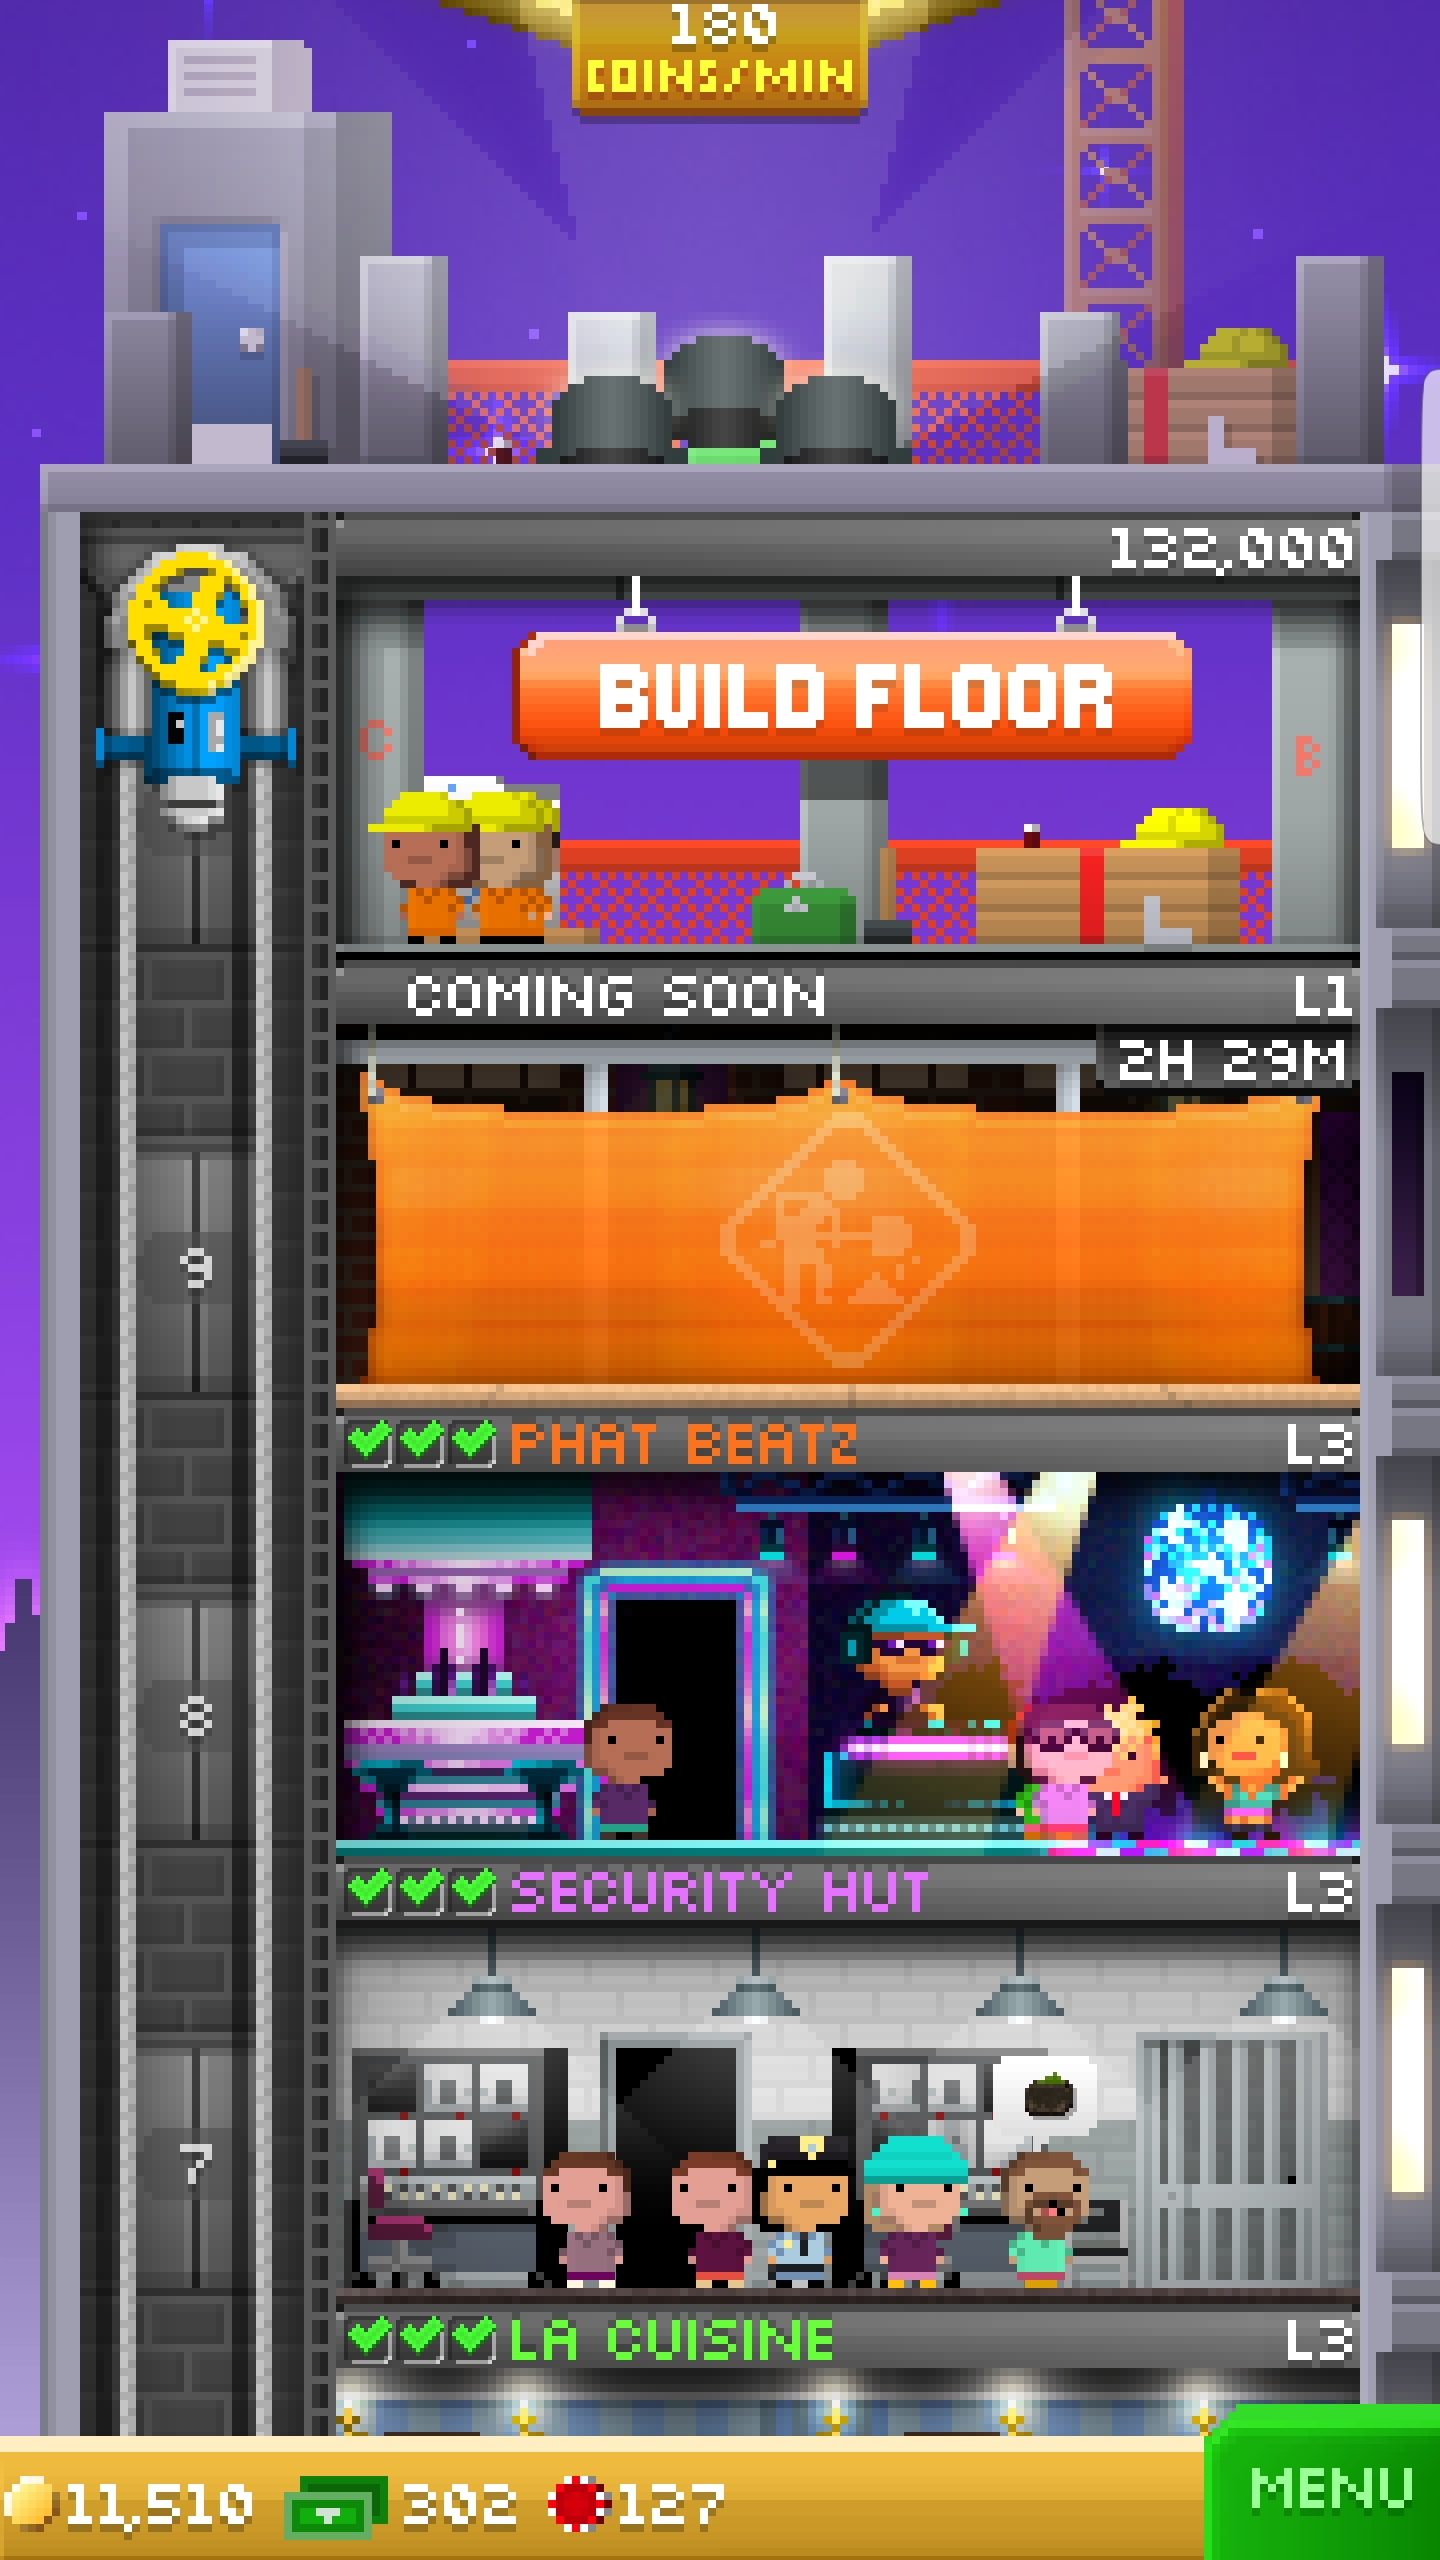 180
COINS/MIN
132,000
BUILD FLOOR
C
B
COMING SOON L1
2H 29M
9
PHAT BEATZ L3
8
SECURITY HUT L3
7
LA CUISINE L3
11,510 302 127
MENU